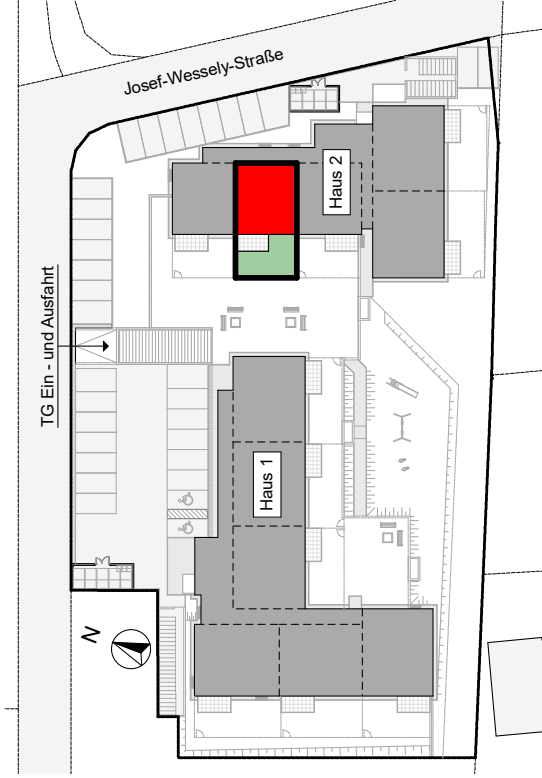 Josef-Wessely-Straße
Haus 2
TG Ein - und Ausfahrt
Haus 1
N